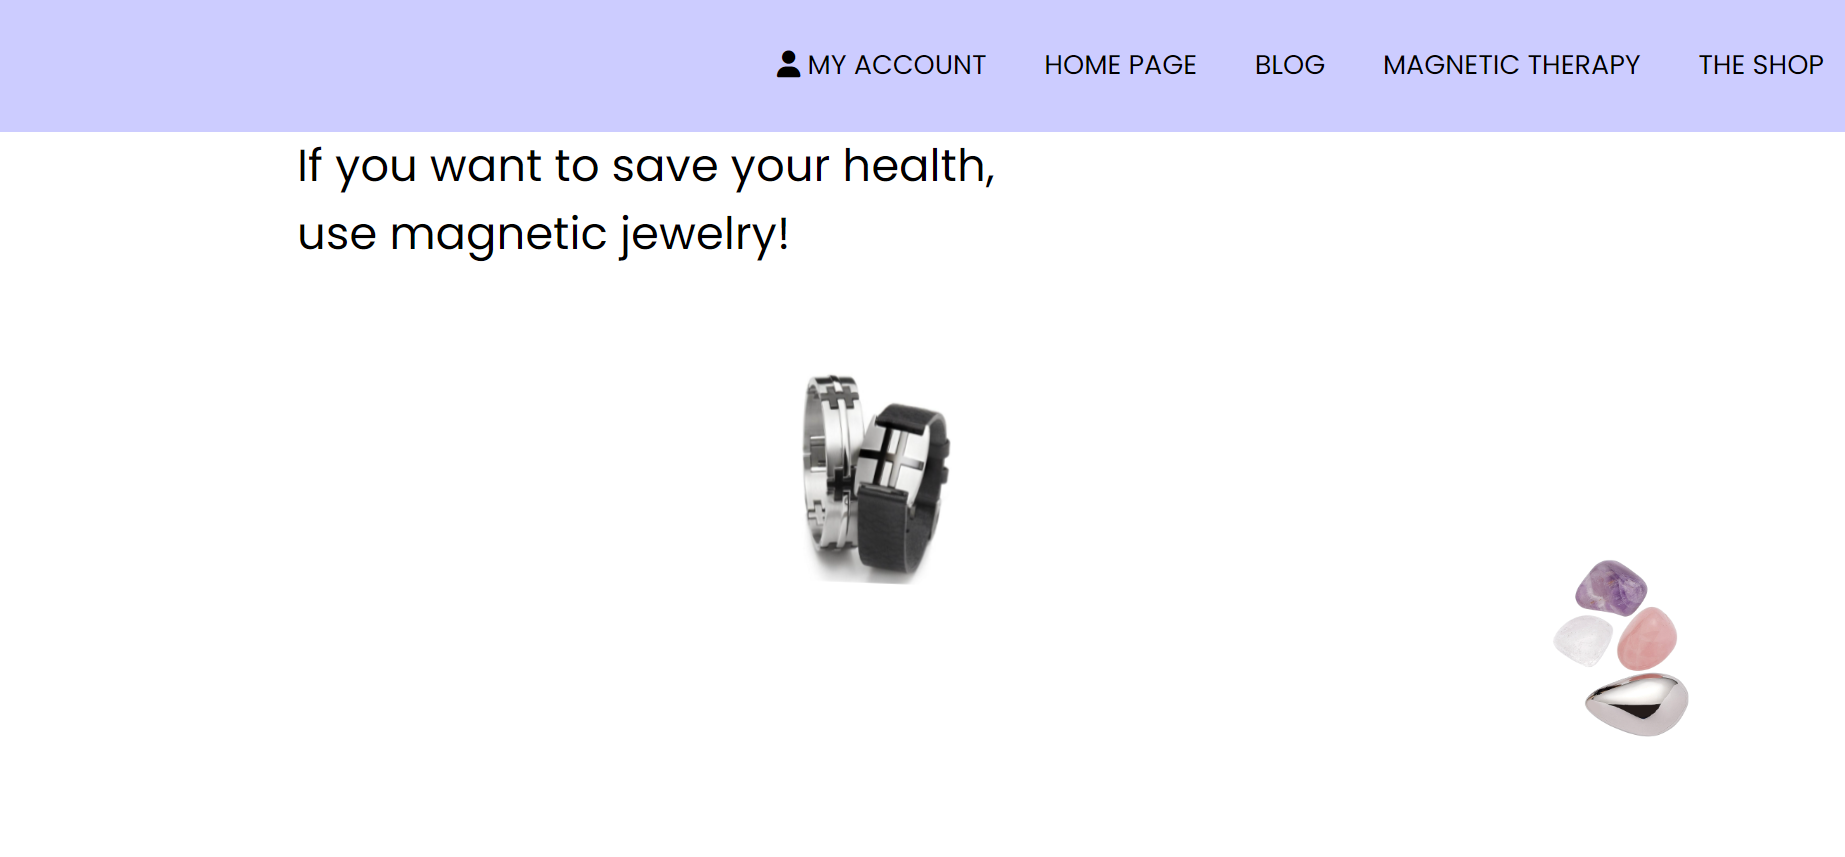 MY ACCOUNT HOME PAGE BLOG MAGNETIC THERAPY THE SHOP
If you want to save your health,
use magnetic jewelry!